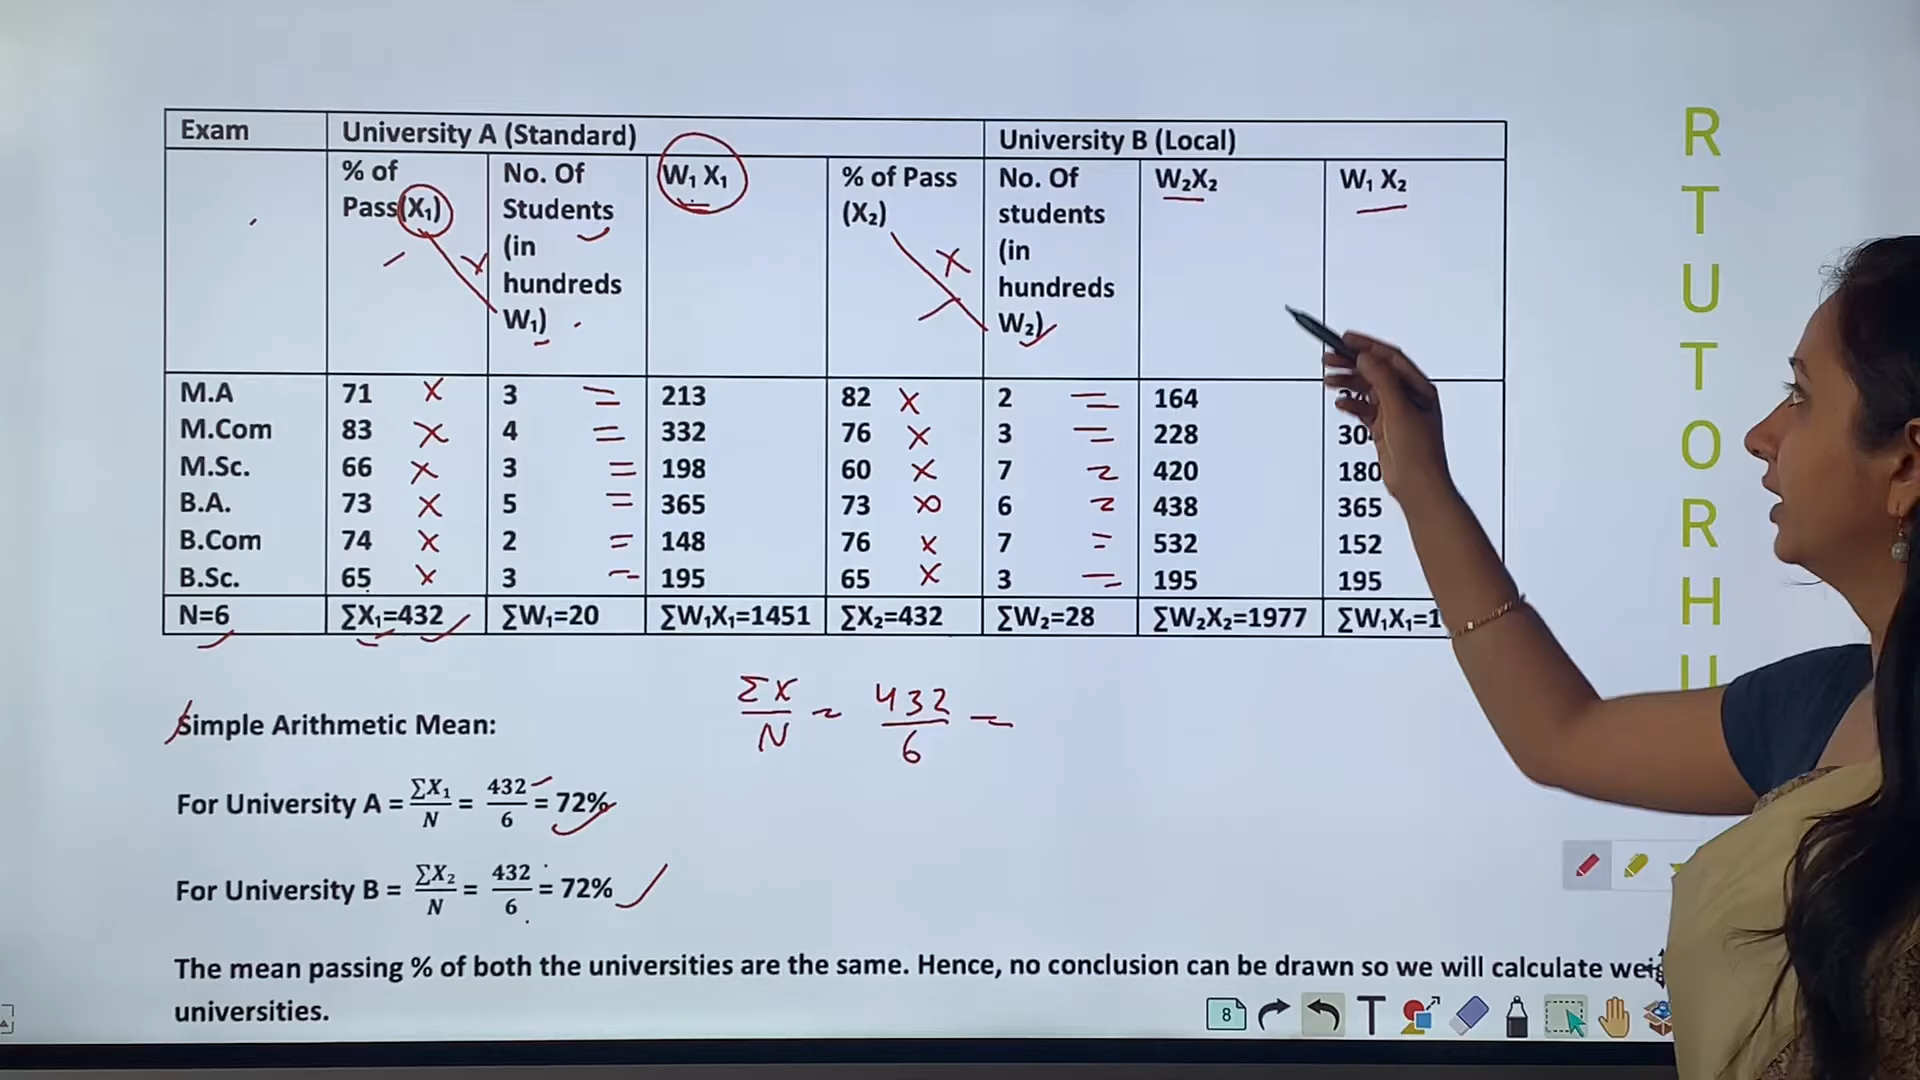 Exam University A (Standard) University B (Local)
% of Pass(X₁) No. Of Students (in hundreds W₁) W₁ X₁ % of Pass (X₂) No. Of students (in hundreds W₂) W₂X₂ W₁ X₂
M.A 71 × 3 = 213 82 × 2 = 164
M.Com 83 × 4 = 332 76 × 3 = 228
M.Sc. 66 × 3 = 198 60 × 7 = 420 180
B.A. 73 × 5 = 365 73 × 6 = 438 365
B.Com 74 × 2 = 148 76 × 7 = 532 152
B.Sc. 65 × 3 = 195 65 × 3 = 195 195
N=6 ∑X₁=432 ∑W₁=20 ∑W₁X₁=1451 ∑X₂=432 ∑W₂=28 ∑W₂X₂=1977 ∑W₁X₁=1
∑X/N = 432/6 =
Simple Arithmetic Mean:
For University A = ∑X₁/N = 432/6 = 72%
For University B = ∑X₂/N = 432/6 = 72%
The mean passing % of both the universities are the same. Hence, no conclusion can be drawn so we will calculate
universities.
8
T
R
T
U
T
O
R
H